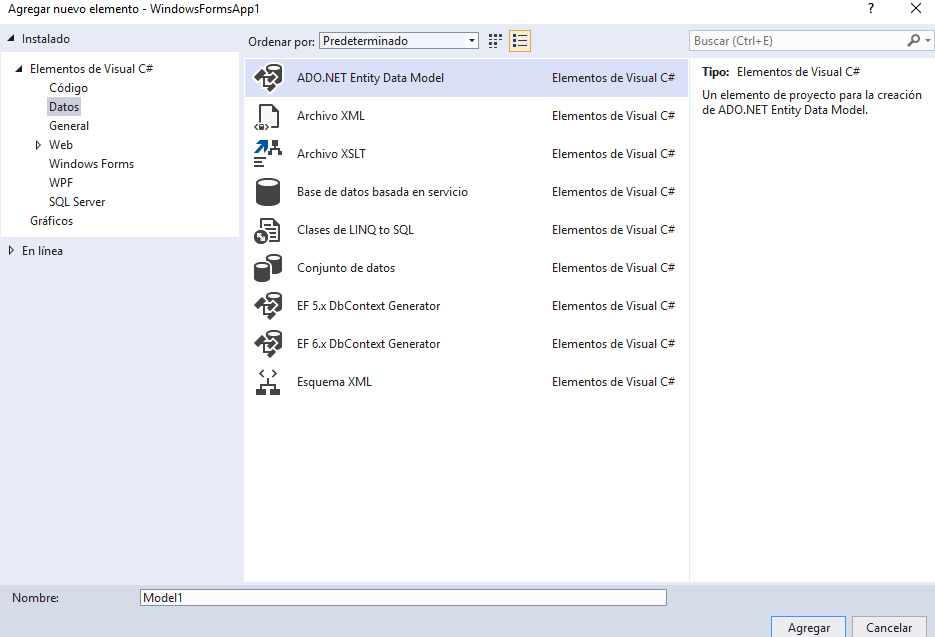 Agregar nuevo elemento - WindowsFormsApp1 ?
Instalado
Elementos de Visual C#
Código
Datos
General
Web
Windows Forms
WPF
SQL Server
Gráficos
En línea
Ordenar por: Predeterminado
ADO.NET Entity Data Model Elementos de Visual C#
Archivo XML Elementos de Visual C#
Archivo XSLT Elementos de Visual C#
Base de datos basada en servicio Elementos de Visual C#
Clases de LINQ to SQL Elementos de Visual C#
Conjunto de datos Elementos de Visual C#
EF 5.x DbContext Generator Elementos de Visual C#
EF 6.x DbContext Generator Elementos de Visual C#
Esquema XML Elementos de Visual C#
Buscar (Ctrl+E)
Tipo: Elementos de Visual C#
Un elemento de proyecto para la creación
de ADO.NET Entity Data Model.
Nombre: Model1
Agregar Cancelar